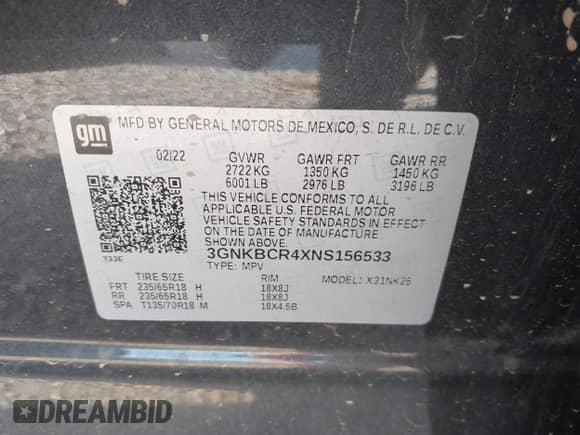 gm MFD BY GENERAL MOTORS DE MEXICO, S. DE R.L. DE C.V.
02/22 GVWR GAWR FRT GAWR RR
2722 KG 1350 KG 1450 KG
6001 LB 2976 LB 3196 LB
THIS VEHICLE CONFORMS TO ALL
APPLICABLE U.S. FEDERAL MOTOR
VEHICLE SAFETY STANDARDS IN EFFECT
ON THE DATE OF MANUFACTURE
SHOWN ABOVE.
733E 3GNKBCR4XNS156533
TYPE: MPV MODEL: X31NK26
TIRE SIZE RIM
FRT 235/65R18 H 18X8J
RR 235/65R18 H 18X8J
SPA T135/70R18 M 18X4.5B
DREAMBID